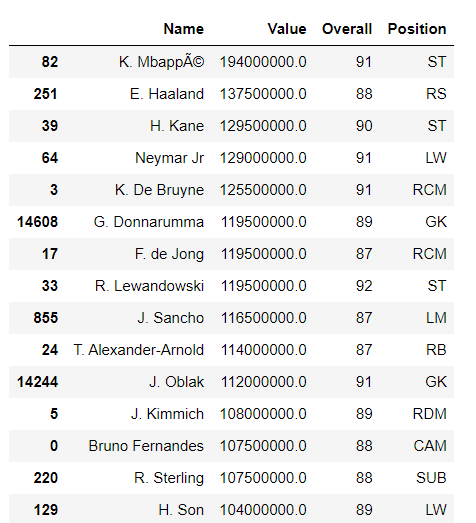 Name Value Overall Position
82 K. MbappÃ© 194000000.0 91 ST
251 E. Haaland 137500000.0 88 RS
39 H. Kane 129500000.0 90 ST
64 Neymar Jr 129000000.0 91 LW
3 K. De Bruyne 125500000.0 91 RCM
14608 G. Donnarumma 119500000.0 89 GK
17 F. de Jong 119500000.0 87 RCM
33 R. Lewandowski 119500000.0 92 ST
855 J. Sancho 116500000.0 87 LM
24 T. Alexander-Arnold 114000000.0 87 RB
14244 J. Oblak 112000000.0 91 GK
5 J. Kimmich 108000000.0 89 RDM
0 Bruno Fernandes 107500000.0 88 CAM
220 R. Sterling 107500000.0 88 SUB
129 H. Son 104000000.0 89 LW